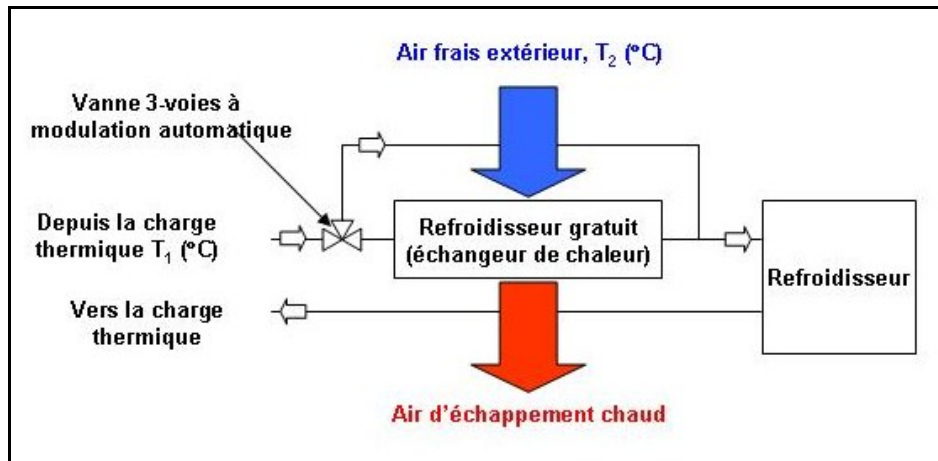 Air frais extérieur, T₂ (°C)
Vanne 3-voies à
modulation automatique
Depuis la charge
thermique T₁ (°C)
Refroidisseur gratuit
(échangeur de chaleur)
Refroidisseur
Vers la charge
thermique
Air d'échappement chaud